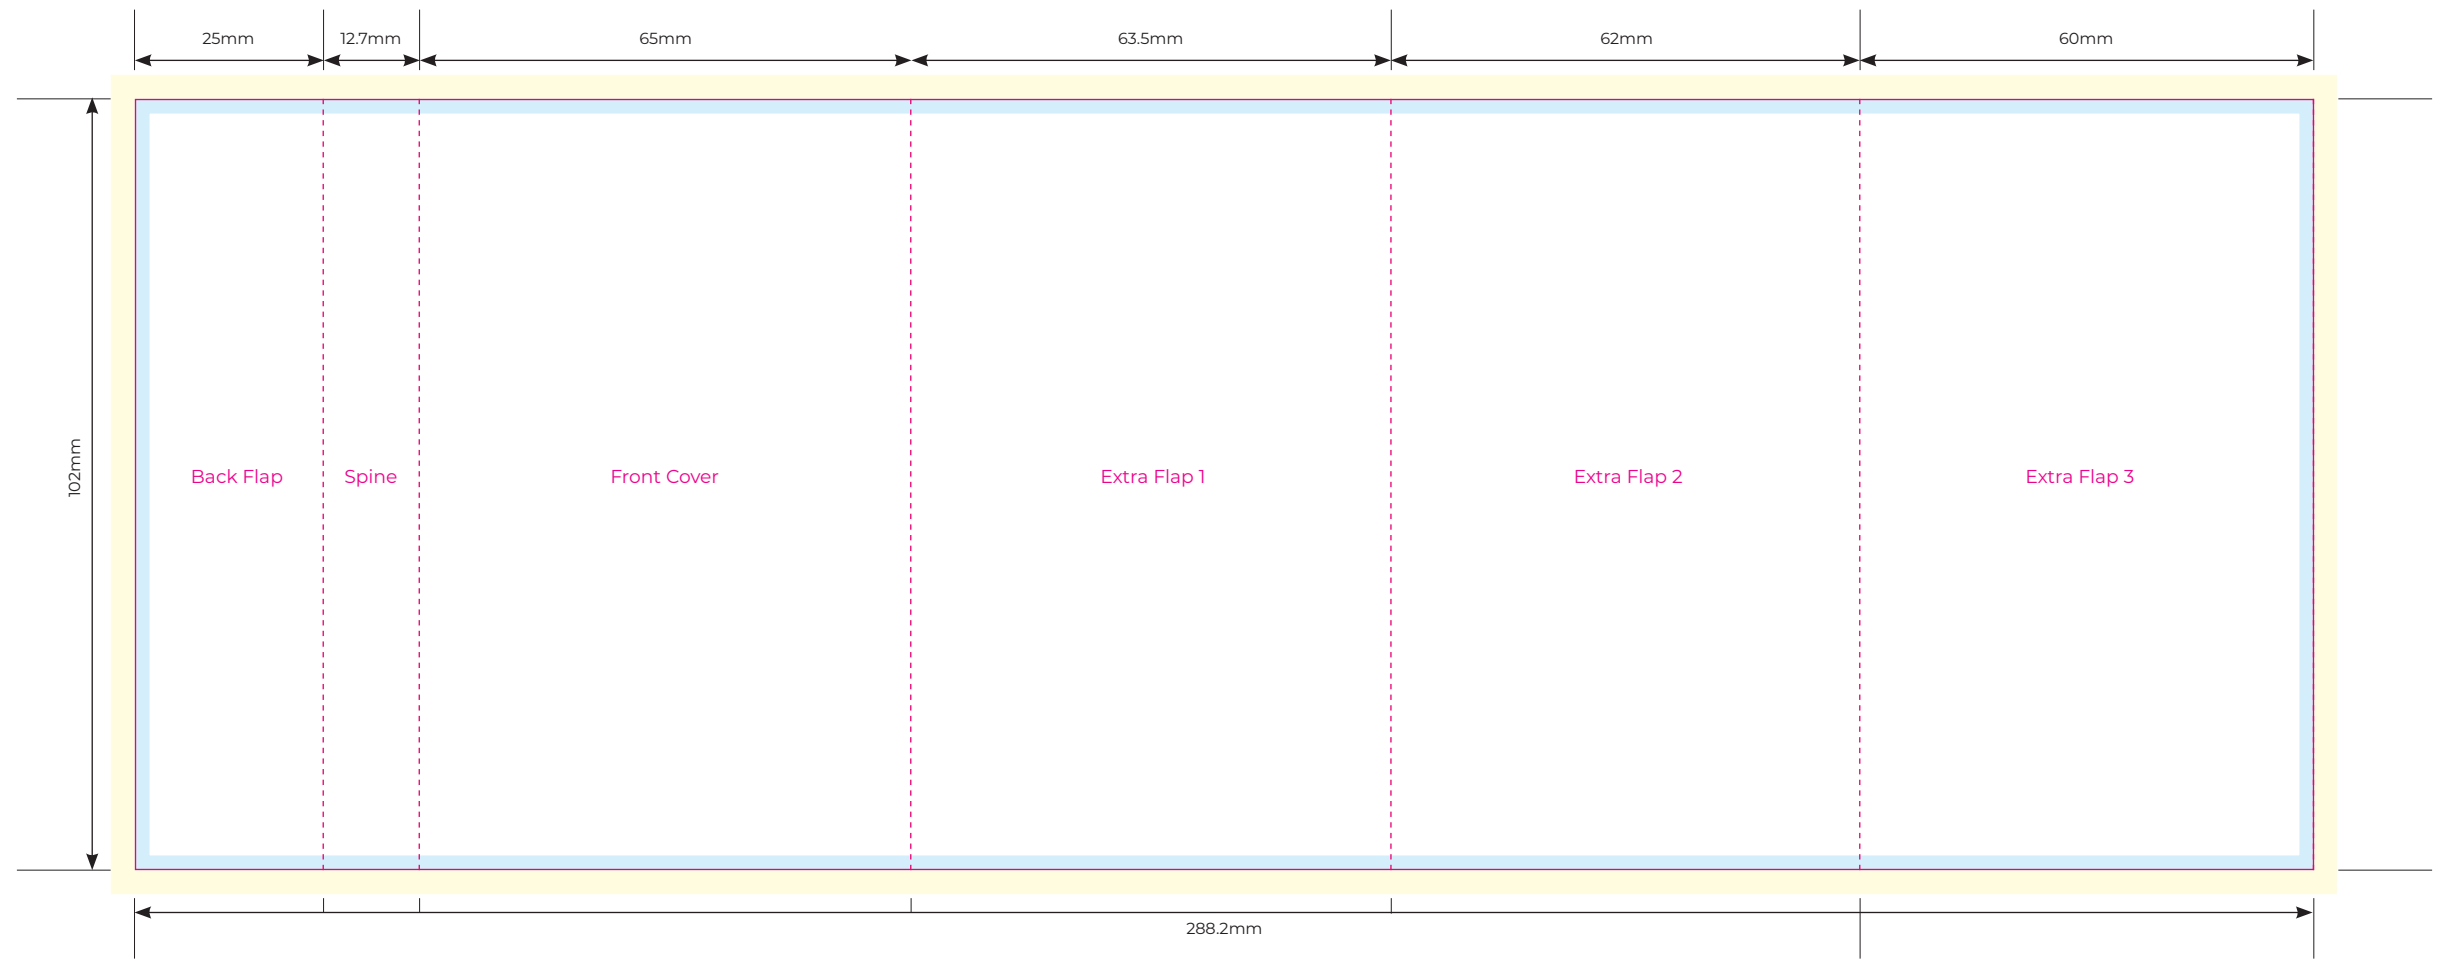 25mm
12.7mm
65mm
63.5mm
62mm
60mm
102mm
Back Flap
Spine
Front Cover
Extra Flap 1
Extra Flap 2
Extra Flap 3
288.2mm